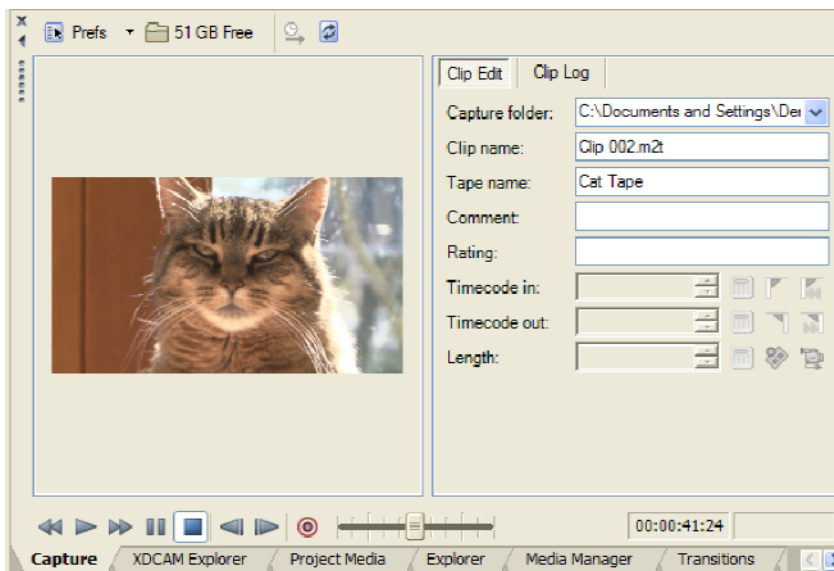 Prefs 51 GB Free
Clip Edit Clip Log
Capture folder: C:\Documents and Settings\Der
Clip name: Clip 002.m2t
Tape name: Cat Tape
Comment:
Rating:
Timecode in:
Timecode out:
Length:
00:00:41:24
Capture XDCAM Explorer Project Media Explorer Media Manager Transitions